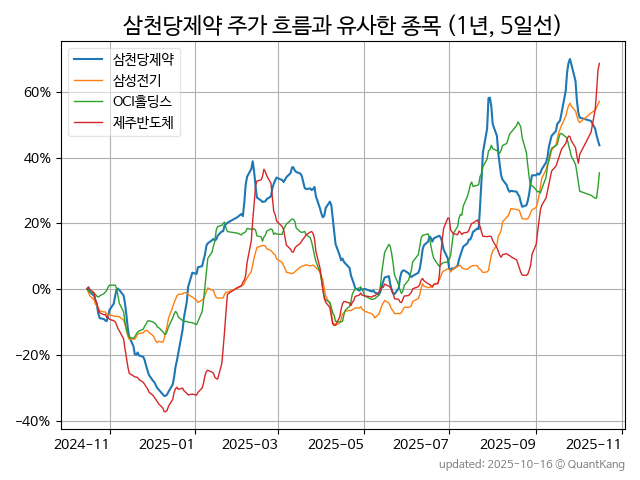 삼천당제약 주가 흐름과 유사한 종목 (1년, 5일선)
삼천당제약
삼성전기
OCI홀딩스
제주반도체
60%
40%
20%
0%
−20%
−40%
2024-11
2025-01
2025-03
2025-05
2025-07
2025-09
2025-11
updated: 2025-10-16 © QuantKang